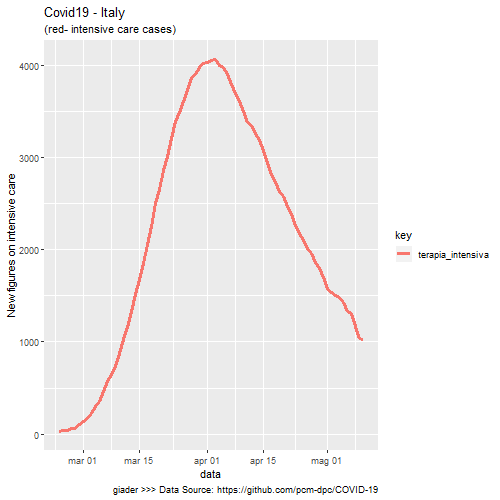 Covid19 - Italy
(red- intensive care cases)
New figures on intensive care
4000
3000
2000
1000
0
mar 01
mar 15
apr 01
apr 15
mag 01
data
key
terapia_intensiva
giader >>> Data Source: https://github.com/pcm-dpc/COVID-19